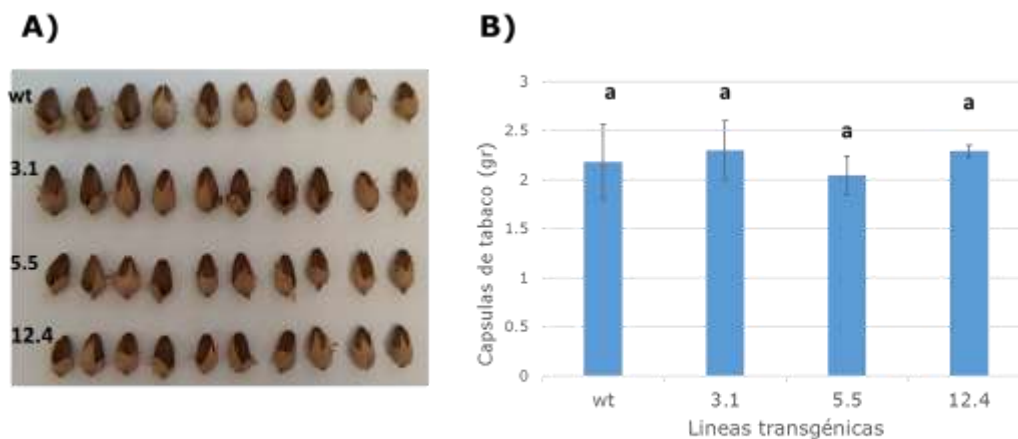 A)
wt
3.1
5.5
12.4
B)
Capsulas de tabaco (gr)
3
2.5
2
1.5
1
0.5
0
a
a
a
a
wt
3.1
5.5
12.4
Lineas transgénicas